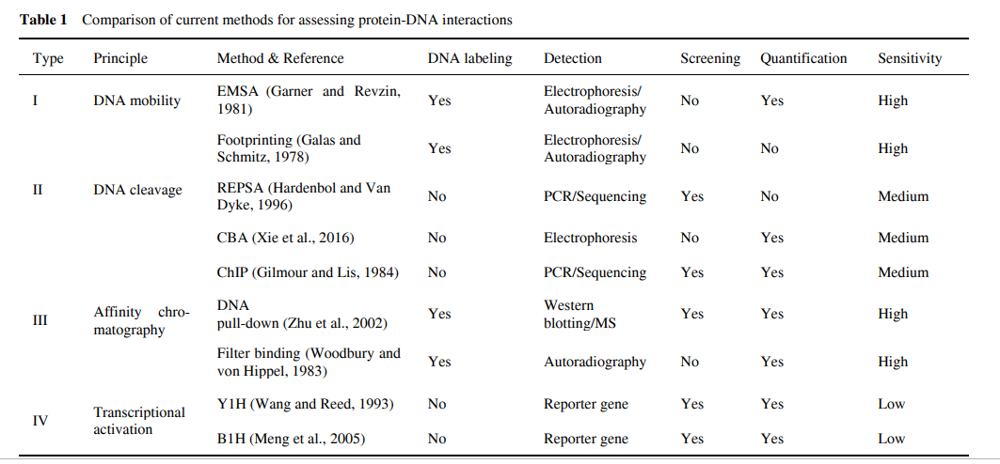 Table 1 Comparison of current methods for assessing protein-DNA interactions
Type Principle Method & Reference DNA labeling Detection Screening Quantification Sensitivity
I DNA mobility EMSA (Garner and Revzin, 1981) Yes Electrophoresis/ Autoradiography No Yes High
Footprinting (Galas and Schmitz, 1978) Yes Electrophoresis/ Autoradiography No No High
II DNA cleavage REPSA (Hardenbol and Van Dyke, 1996) No PCR/Sequencing Yes No Medium
CBA (Xie et al., 2016) No Electrophoresis No Yes Medium
ChIP (Gilmour and Lis, 1984) No PCR/Sequencing Yes Yes Medium
III Affinity chro-matography DNA pull-down (Zhu et al., 2002) Yes Western blotting/MS Yes Yes High
Filter binding (Woodbury and von Hippel, 1983) Yes Autoradiography No Yes High
IV Transcriptional activation Y1H (Wang and Reed, 1993) No Reporter gene Yes Yes Low
B1H (Meng et al., 2005) No Reporter gene Yes Yes Low